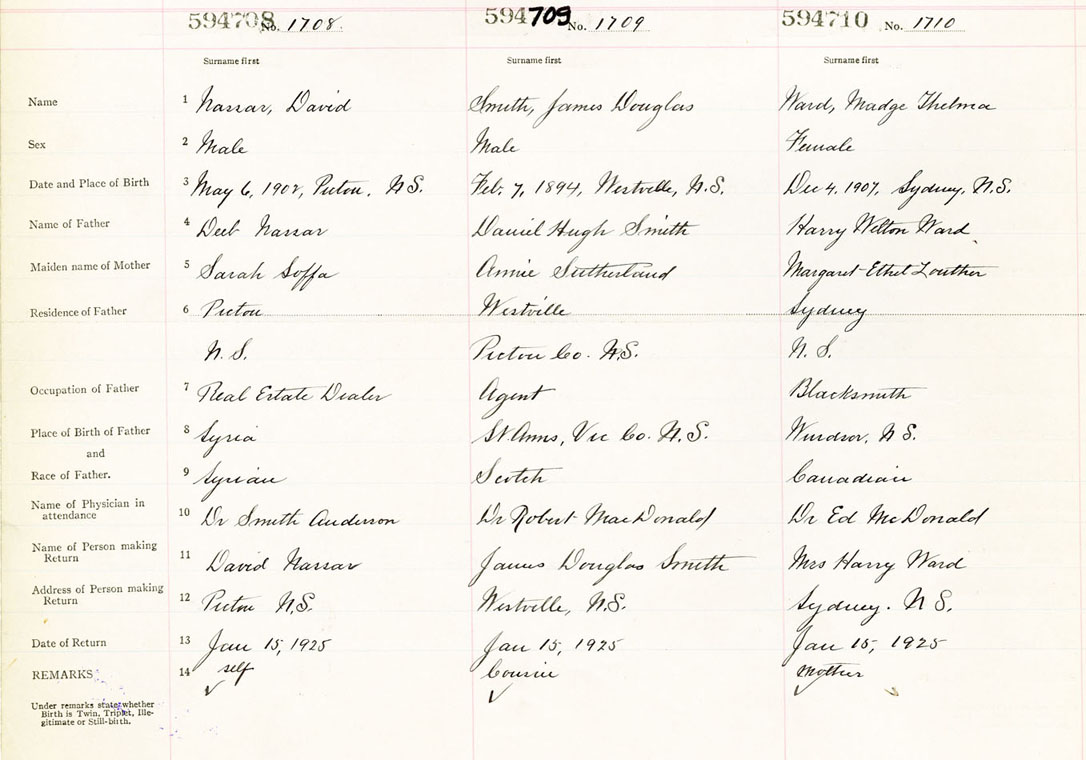 594708 No. 1708. 594709 No. 1709 594710 No. 1710
Surname first Surname first Surname first
Name 1 Nassar, David Smith, James Douglas Ward, Madge Thelma
Sex 2 Male Male Female
Date and Place of Birth 3 May 6, 1902, Pictou, N.S. Feb, 7, 1894, Westville, N.S. Dec 4, 1907, Sydney, N.S.
Name of Father 4 Deeb Nassar Daniel Hugh Smith Harry Welton Ward
Maiden name of Mother 5 Sarah Soffa Annie Sutherland Margaret Ethel Louther
Residence of Father 6 Pictou Westville Sydney
N. S. Pictou Co. N.S. N. S.
Occupation of Father 7 Real Estate Dealer Agent Blacksmith
Place of Birth of Father 8 Syria St Anns, Vic Co. N.S. Windsor, N S.
and
Race of Father. 9 Syrian Scotch Canadian
Name of Physician in
attendance 10 Dr Smith Anderson Dr Robert MacDonald Dr Ed McDonald
Name of Person making
Return 11 David Nassar James Douglas Smith Mrs Harry Ward
Address of Person making
Return 12 Pictou N.S. Westville, N.S. Sydney. N S.
Date of Return 13 Jan 15, 1925 Jan 15, 1925 Jan 15, 1925
REMARKS 14 self Cousin Mother
Under remarks state whether
Birth is Twin, Triplet, Ille-
gitimate or Still-birth.